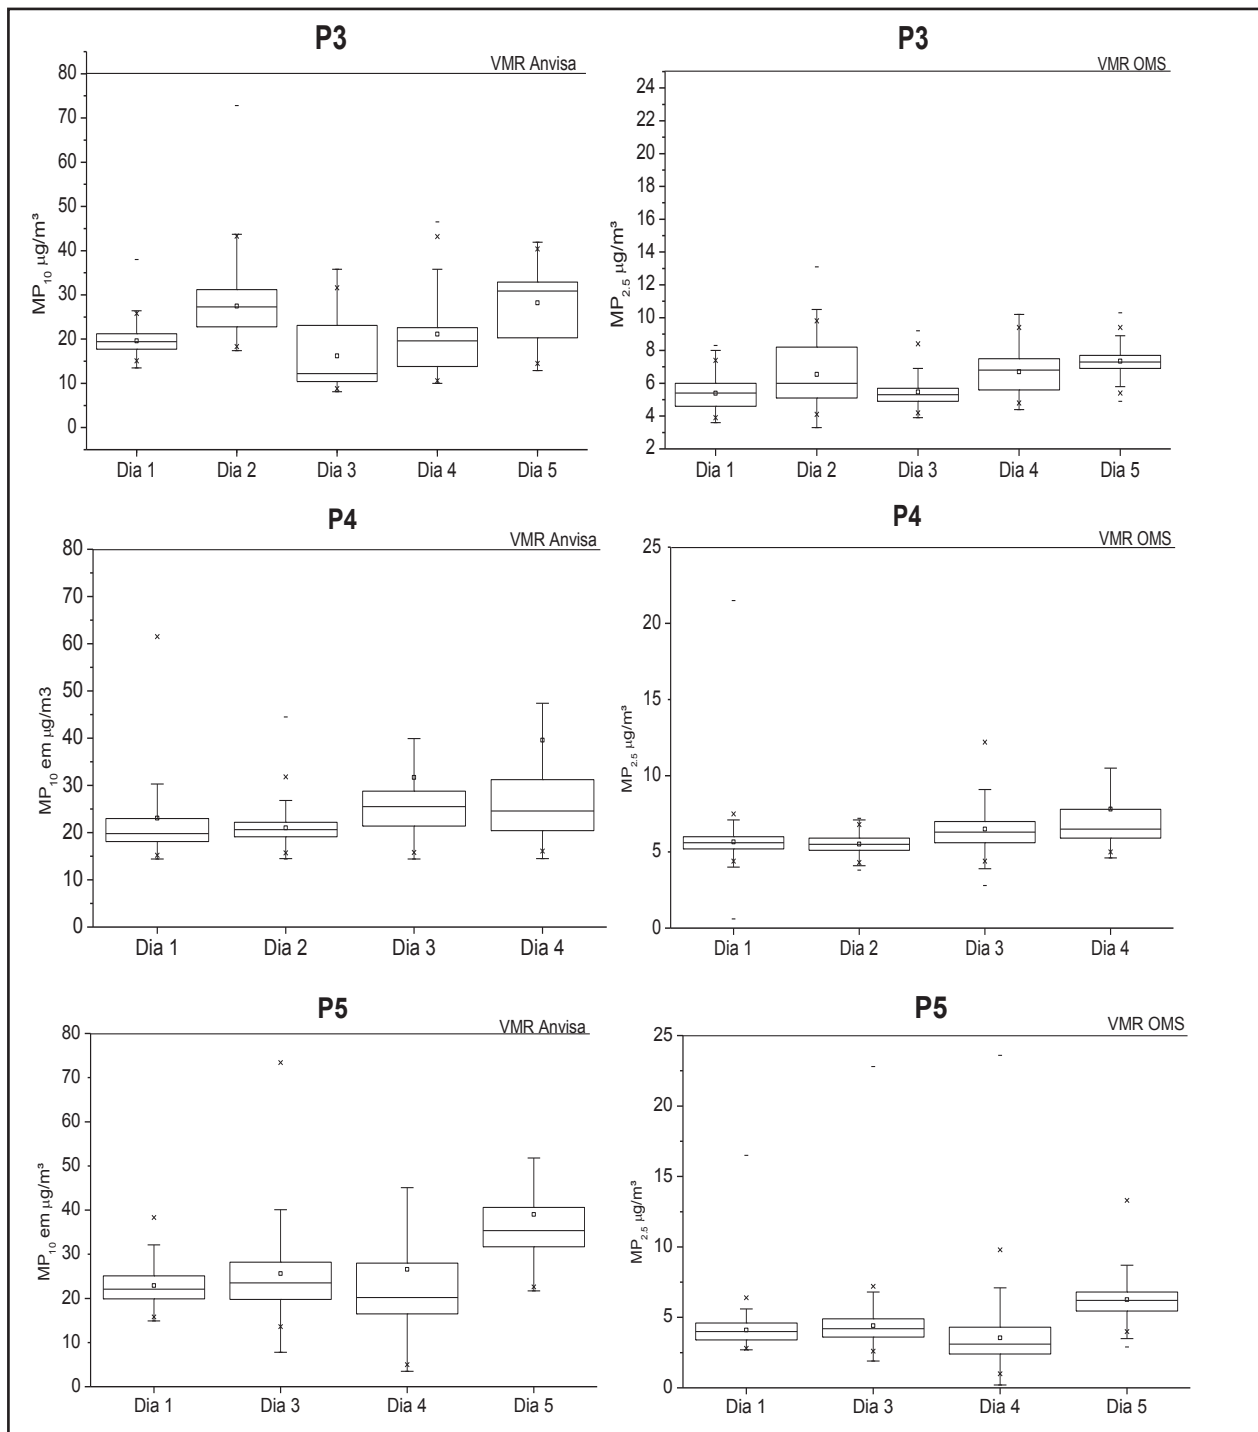 P3
VMR Anvisa
80
70
60
50
40
30
20
10
0
MP10 µg/m³
Dia 1 Dia 2 Dia 3 Dia 4 Dia 5
P3
VMR OMS
24
22
20
18
16
14
12
10
8
6
4
2
MP2.5 µg/m³
Dia 1 Dia 2 Dia 3 Dia 4 Dia 5
P4
VMR Anvisa
80
70
60
50
40
30
20
10
0
MP10 em µg/m3
Dia 1 Dia 2 Dia 3 Dia 4
P4
VMR OMS
25
20
15
10
5
0
MP2.5 µg/m³
Dia 1 Dia 2 Dia 3 Dia 4
P5
VMR Anvisa
80
70
60
50
40
30
20
10
0
MP10 em µg/m³
Dia 1 Dia 3 Dia 4 Dia 5
P5
VMR OMS
25
20
15
10
5
0
MP2.5 µg/m³
Dia 1 Dia 3 Dia 4 Dia 5